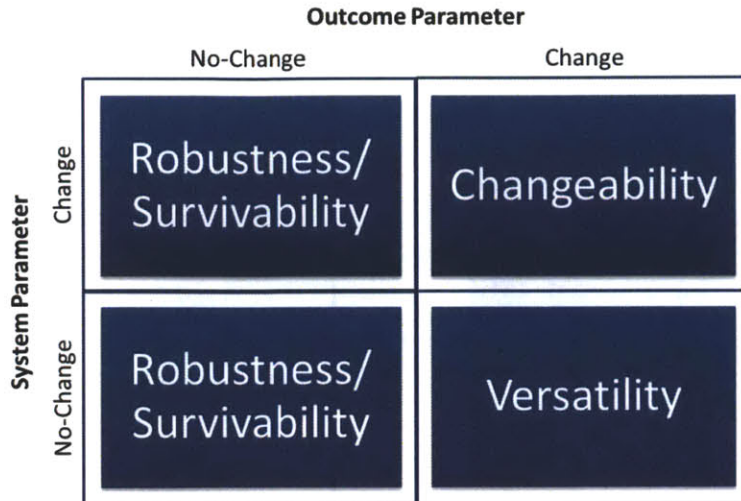 Outcome Parameter
No-Change
Change
System Parameter
Change
Robustness/
Survivability
Changeability
No-Change
Robustness/
Survivability
Versatility